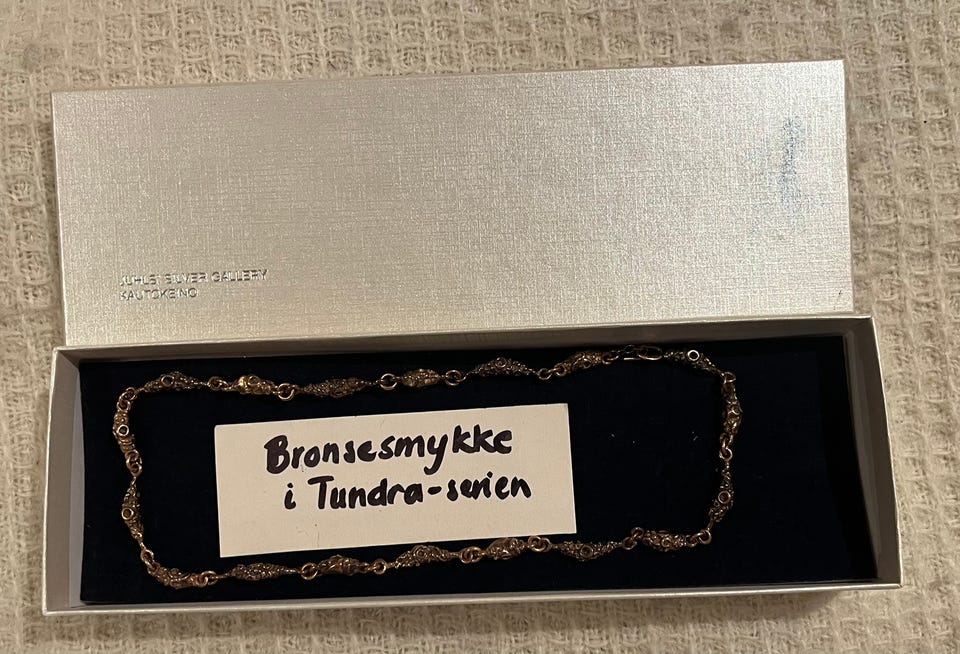 JUHLS' SILVER GALLERY
KAUTOKEINO
Bronsesmykke
i Tundra-serien